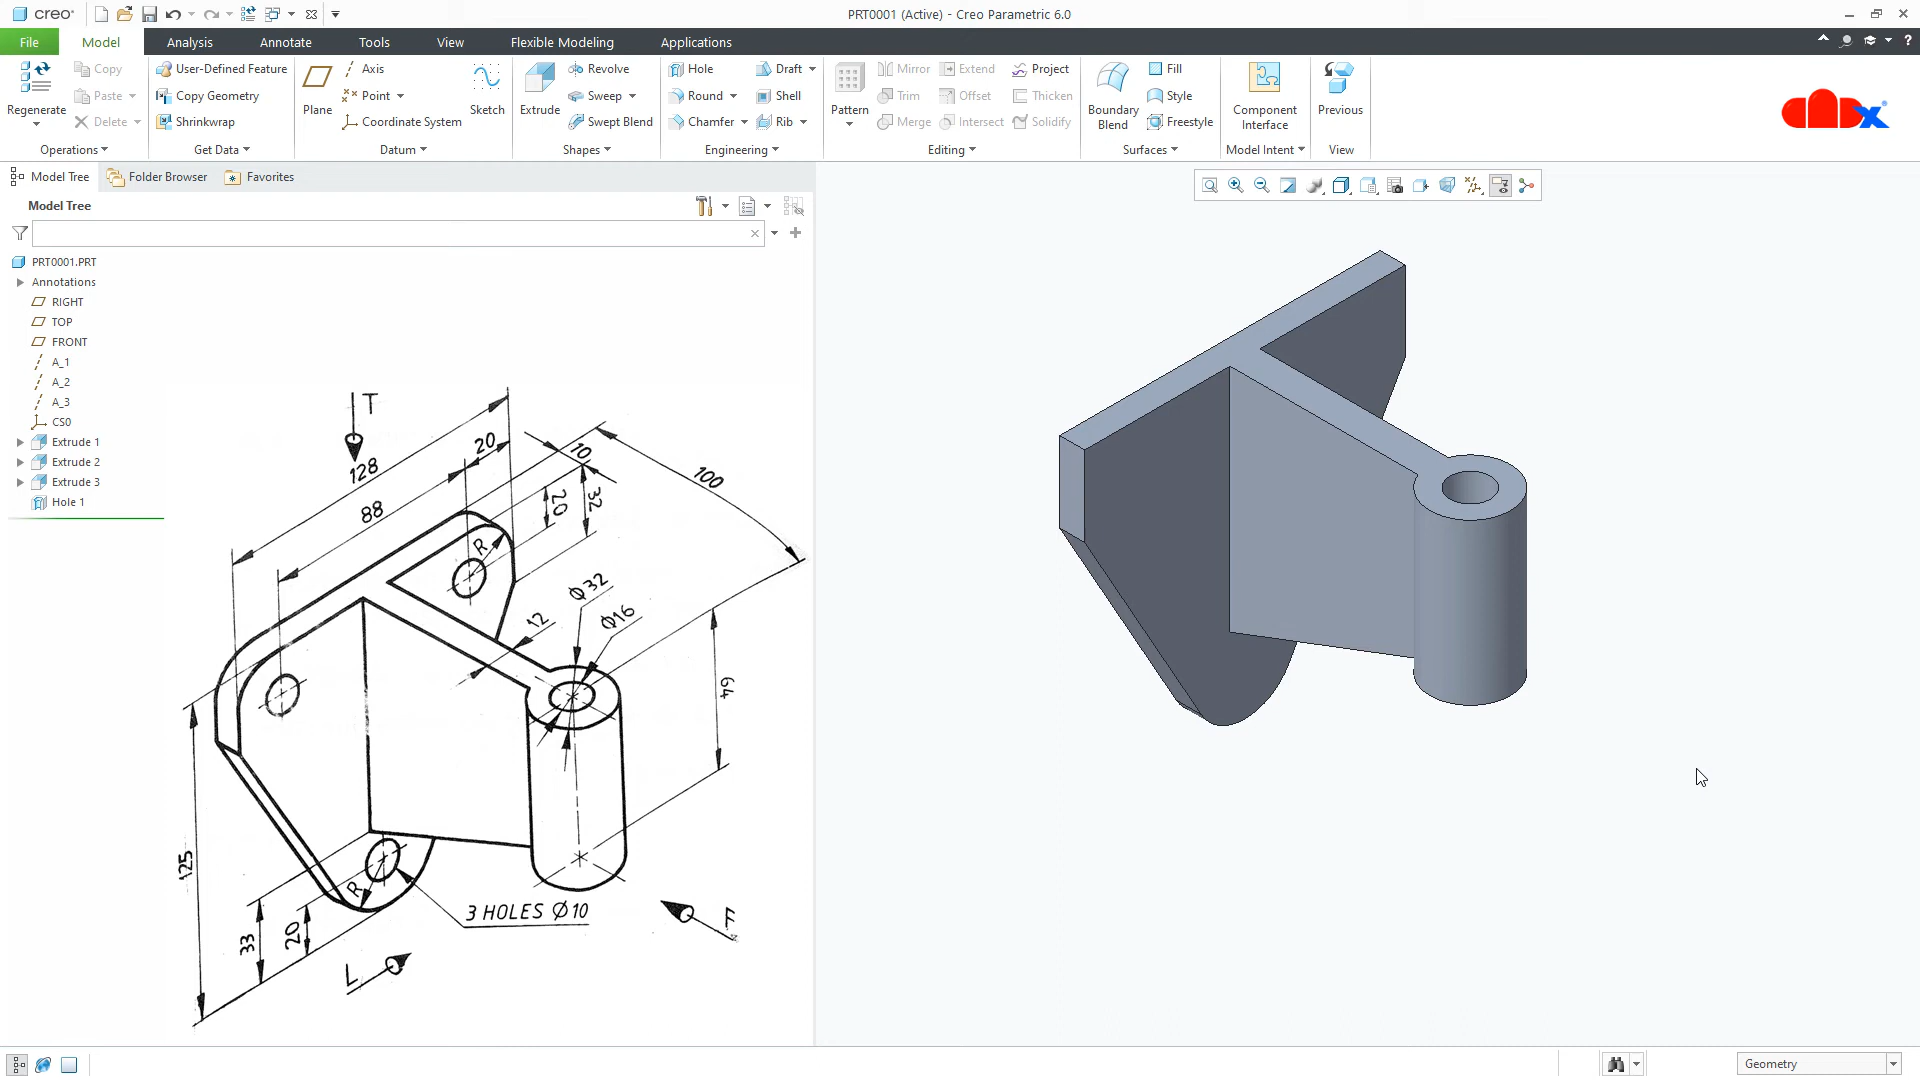 creo
PRT0001 (Active) - Creo Parametric 6.0
File
Model
Analysis
Annotate
Tools
View
Flexible Modeling
Applications
Regenerate
Copy
Paste
Delete
Operations
User-Defined Feature
Copy Geometry
Shrinkwrap
Get Data
Plane
Axis
Point
Coordinate System
Sketch
Datum
Extrude
Revolve
Sweep
Swept Blend
Shapes
Hole
Round
Chamfer
Draft
Shell
Rib
Engineering
Pattern
Mirror
Trim
Merge
Extend
Offset
Intersect
Project
Thicken
Solidify
Editing
Boundary
Blend
Fill
Style
Freestyle
Surfaces
Component
Interface
Model Intent
Previous
View
Model Tree
Folder Browser
Favorites
Model Tree
PRT0001.PRT
Annotations
RIGHT
TOP
FRONT
A_1
A_2
A_3
CS0
Extrude 1
Extrude 2
Extrude 3
Hole 1
T
128
20
88
10
100
20
32
R
Φ32
Φ16
12
64
125
R
33
20
3 HOLES Φ10
F
L
Geometry